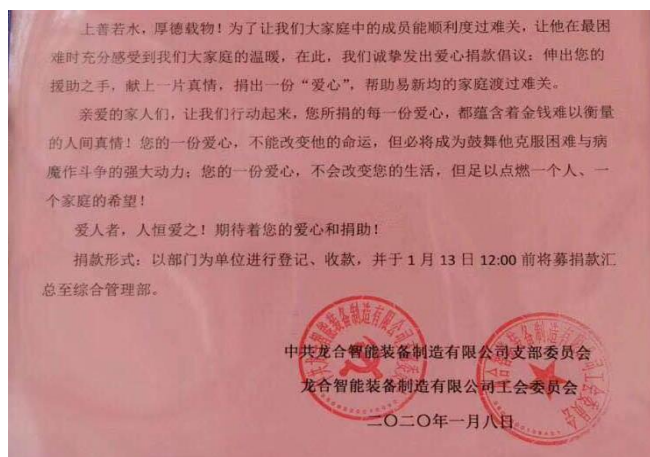 上善若水，厚德载物！为了让我们大家庭中的成员能顺利度过难关，让他在最困
难时充分感受到我们大家庭的温暖，在此，我们诚挚发出爱心捐款倡议：伸出您的
援助之手，献上一片真情，捐出一份“爱心”，帮助易新均的家庭渡过难关。
亲爱的家人们，让我们行动起来，您所捐的每一份爱心，都蕴含着金钱难以衡量
的人间真情！您的一份爱心，不能改变他的命运，但必将成为鼓舞他克服困难与病
魔作斗争的强大动力；您的一份爱心，不会改变您的生活，但足以点燃一个人、一
个家庭的希望！
爱人者，人恒爱之！期待着您的爱心和捐助！
捐款形式：以部门为单位进行登记、收款，并于1月13日12:00前将募捐款汇
总至综合管理部。
中共龙合智能装备制造有限公司支部委员会
龙合智能装备制造有限公司工会委员会
二〇二〇年一月八日